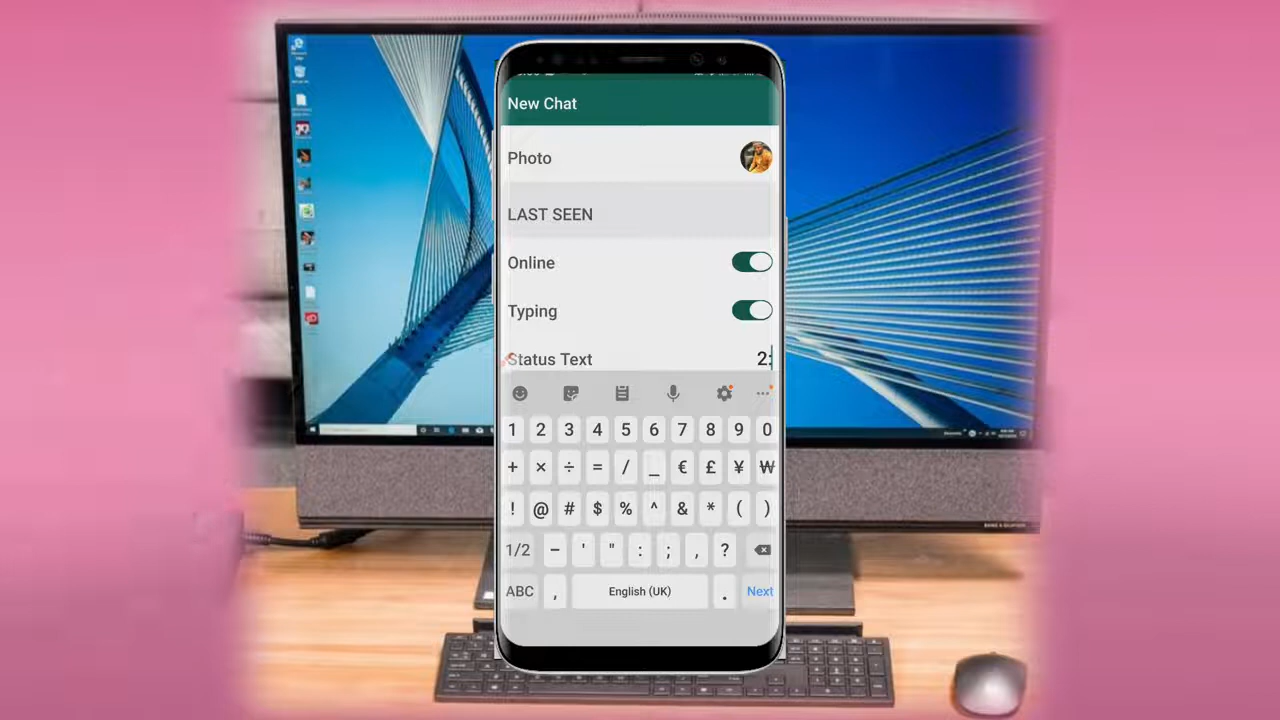 New Chat
Photo
LAST SEEN
Online
Typing
Status Text 2:
1 2 3 4 5 6 7 8 9 0
+ × ÷ = / _ € £ ¥ ₩
! @ # $ % ^ & * ( )
1/2 - ' " : ; , ?
ABC , English (UK) . Next